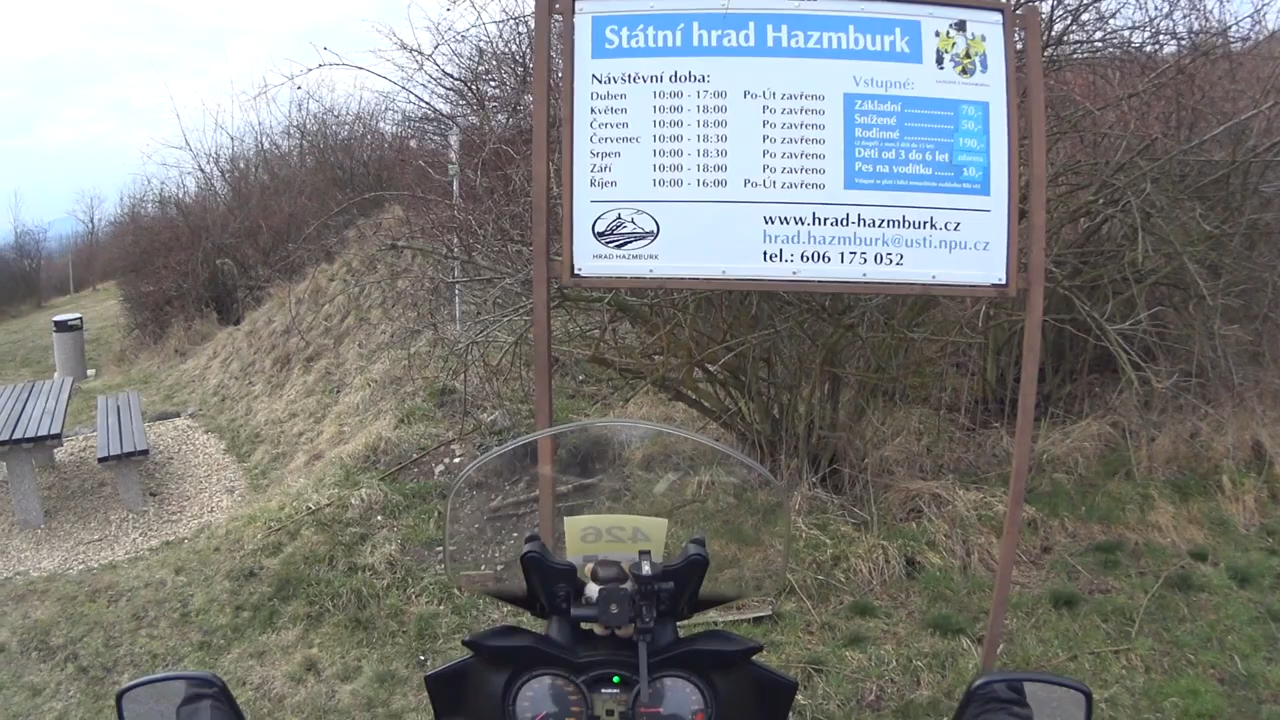 Státní hrad Hazmburk
Návštěvní doba:
Duben 10:00 - 17:00 Po-Út zavřeno
Květen 10:00 - 18:00 Po zavřeno
Červen 10:00 - 18:00 Po zavřeno
Červenec 10:00 - 18:30 Po zavřeno
Srpen 10:00 - 18:30 Po zavřeno
Září 10:00 - 18:00 Po zavřeno
Říjen 10:00 - 16:00 Po-Út zavřeno
Vstupné:
Základní .............. 70,-
Snížené .............. 50,-
Rodinné .............. 190,-
Děti od 3 do 6 let zdarma
Pes na vodítku ...... 10,-
HRAD HAZMBURK
www.hrad-hazmburk.cz
hrad.hazmburk@usti.npu.cz
tel.: 606 175 052
426
SUZUKI